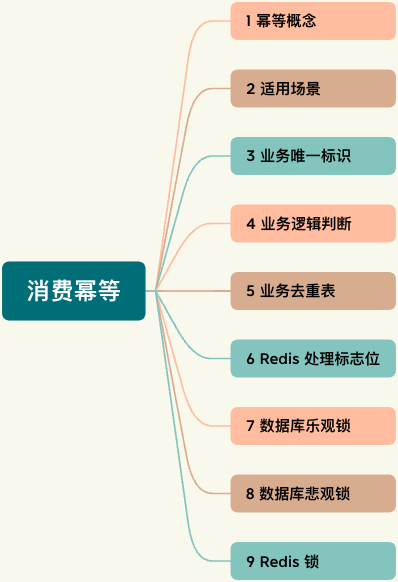 消费幂等
1 幂等概念
2 适用场景
3 业务唯一标识
4 业务逻辑判断
5 业务去重表
6 Redis 处理标志位
7 数据库乐观锁
8 数据库悲观锁
9 Redis 锁